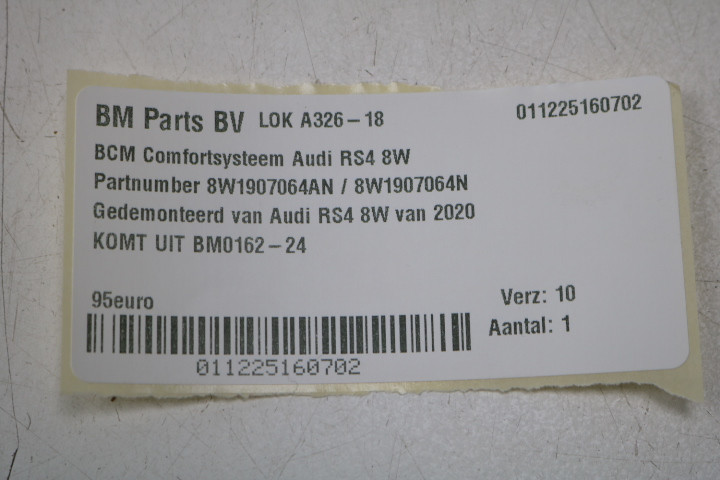 BM Parts BV LOK A326-18 011225160702
BCM Comfortsysteem Audi RS4 8W
Partnumber 8W1907064AN / 8W1907064N
Gedemonteerd van Audi RS4 8W van 2020
KOMT UIT BM0162-24
95euro Verz: 10
Aantal: 1
011225160702